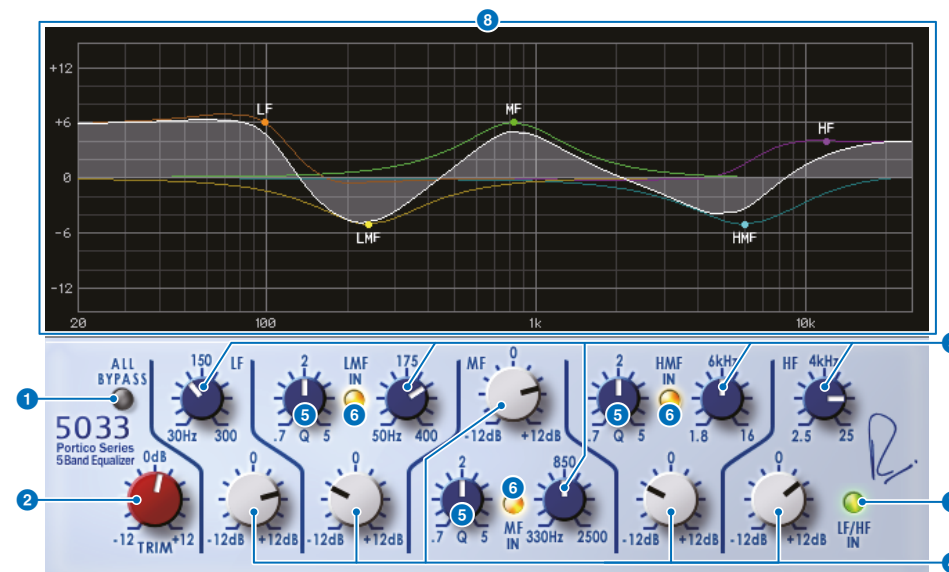 8
+12
+6
0
-6
-12
LF
MF
HF
LMF
HMF
20 100 1k 10k
ALL BYPASS
150 LF
30Hz 300
2
.7 Q 5
LMF IN
175
50Hz 400
MF 0
-12dB +12dB
2
.7 Q 5
HMF IN
6kHz
1.8 16
HF 4kHz
2.5 25
1
5 6 5 6
5033
Portico Series
5Band Equalizer
0dB
-12 TRIM +12
2
0
-12dB +12dB
0
-12dB +12dB
2
.7 Q 5
5
6
MF IN
850
330Hz 2500
0
-12dB +12dB
0
-12dB +12dB
LF/HF IN